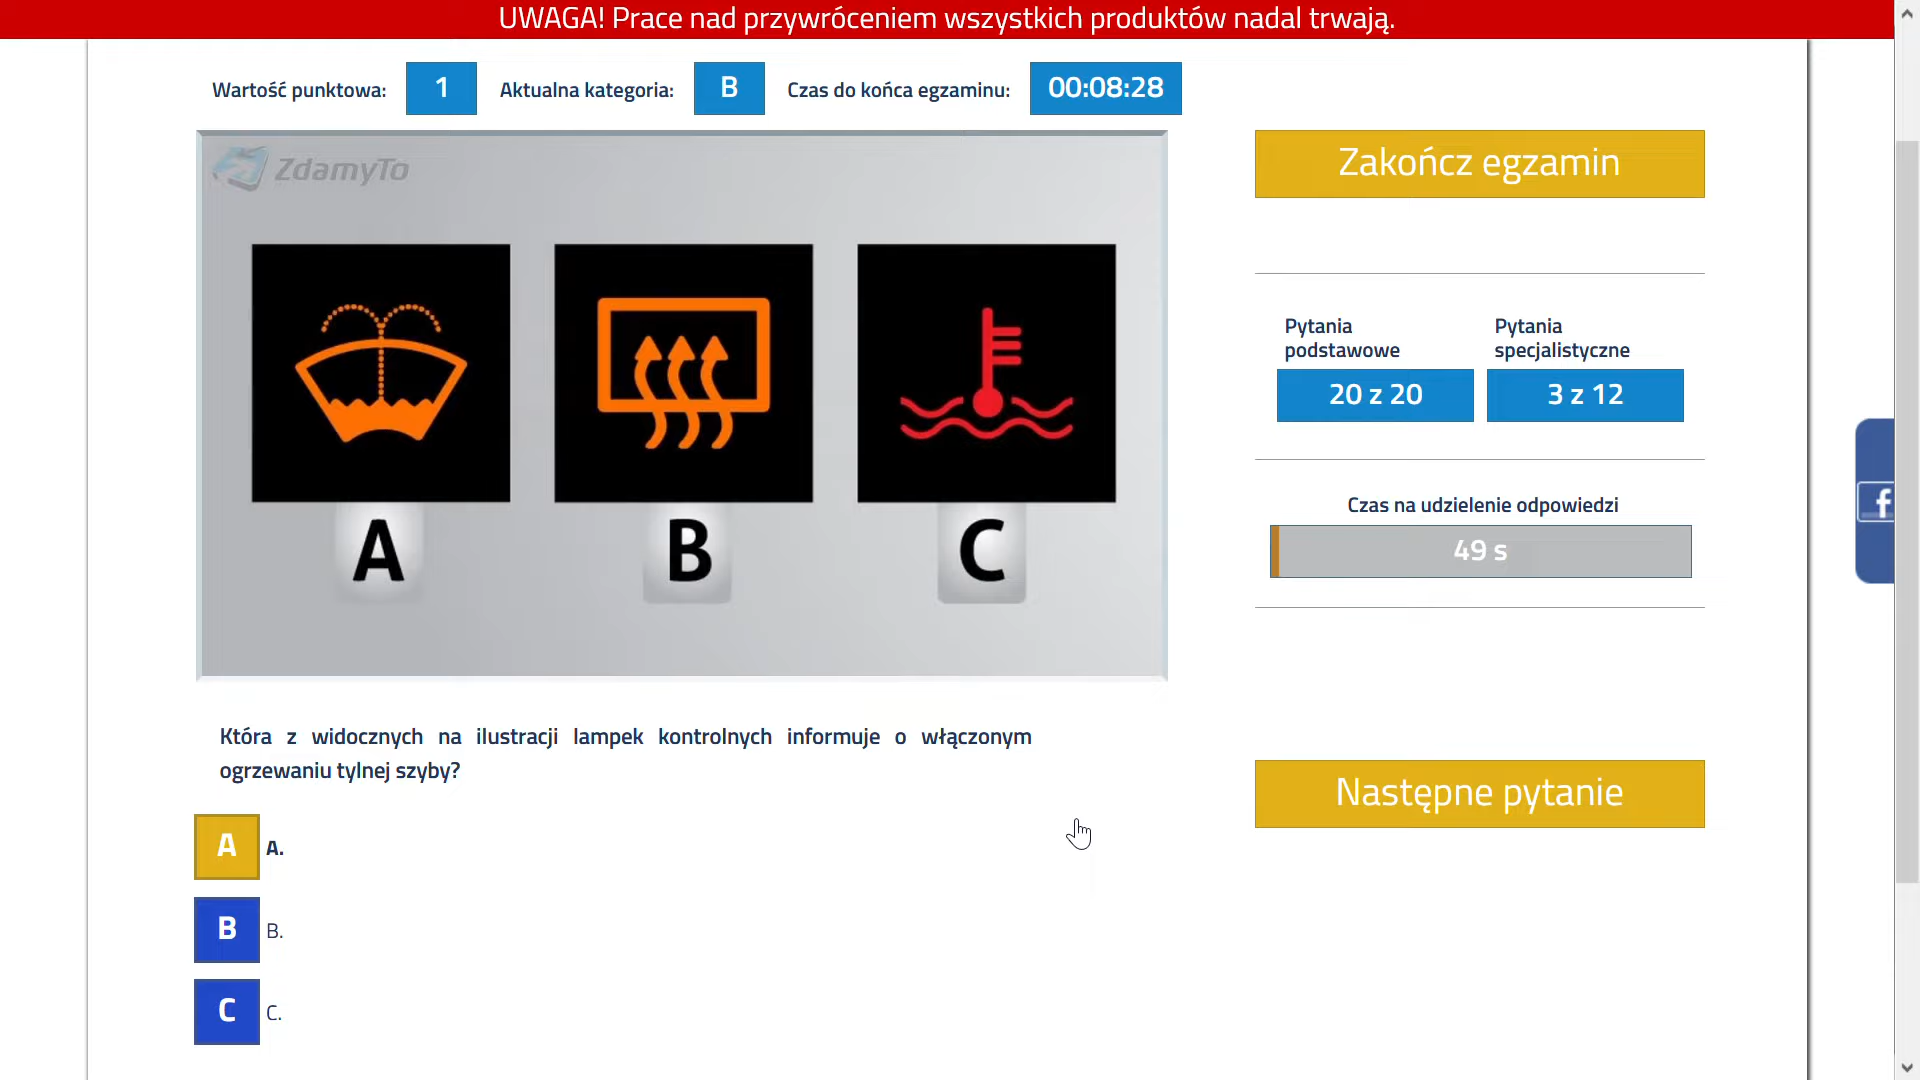 UWAGA! Prace nad przywróceniem wszystkich produktów nadal trwają.
Wartość punktowa: 1 Aktualna kategoria: B Czas do końca egzaminu: 00:08:28
ZdamyTo
Zakończ egzamin
Pytania podstawowe
20 z 20
Pytania specjalistyczne
3 z 12
Czas na udzielenie odpowiedzi
49 s
A B C
Która z widocznych na ilustracji lampek kontrolnych informuje o włączonym
ogrzewaniu tylnej szyby?
Następne pytanie
A A.
B B.
C C.
f